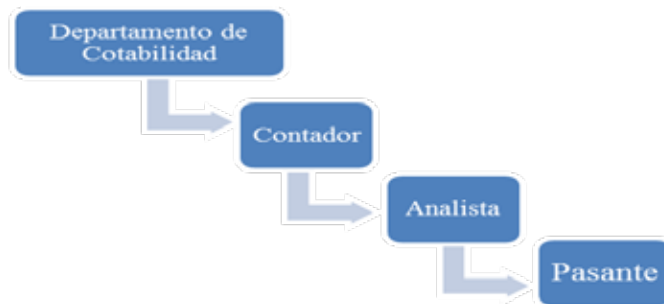 Departamento de
Cotabilidad
Contador
Analista
Pasante